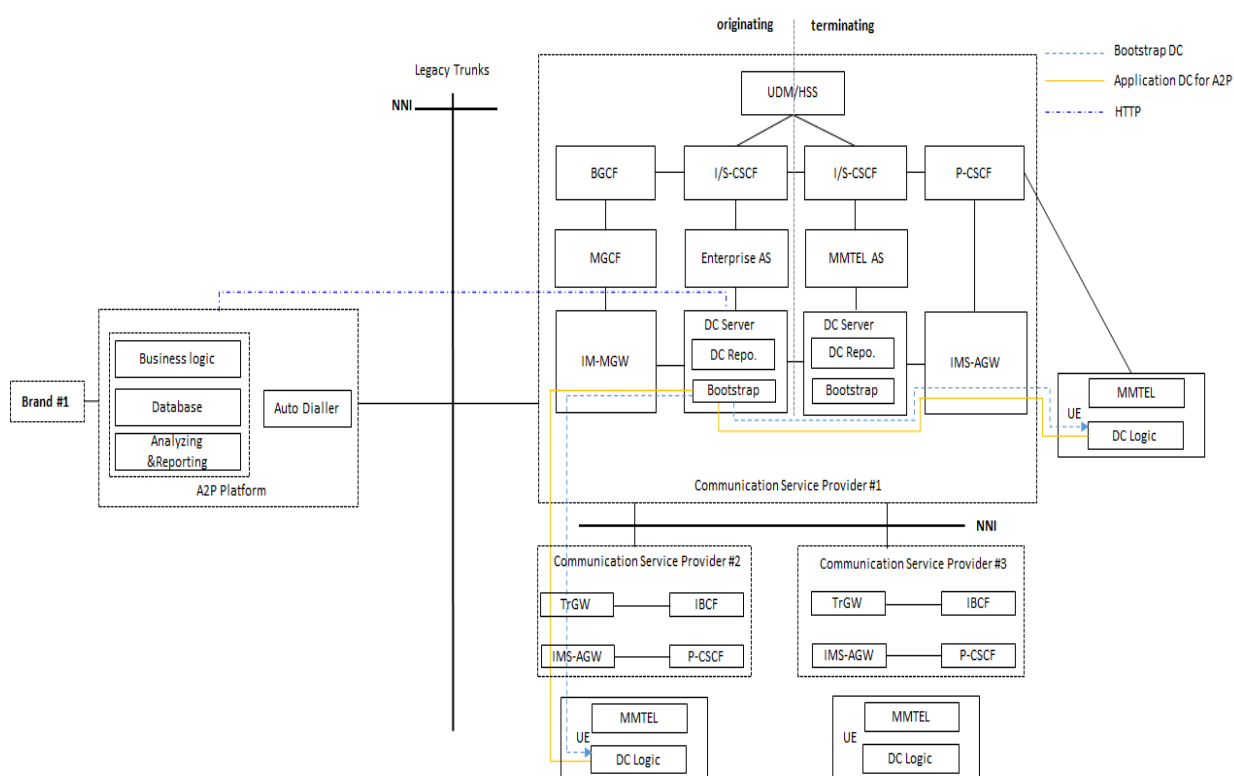 originating
terminating
Bootstrap DC
Application DC for A2P
HTTP
Legacy Trunks
NNI
UDM/HSS
BGCF
I/S-CSCF
I/S-CSCF
P-CSCF
MGCF
Enterprise AS
MMTEL AS
IM-MGW
DC Server
DC Repo.
Bootstrap
DC Server
DC Repo.
Bootstrap
IMS-AGW
Brand #1
Business logic
Database
Analyzing
&Reporting
Auto Dialler
A2P Platform
MMTEL
UE
DC Logic
Communication Service Provider #1
NNI
Communication Service Provider #2
TrGW
IBCF
IMS-AGW
P-CSCF
Communication Service Provider #3
TrGW
IBCF
IMS-AGW
P-CSCF
MMTEL
UE
DC Logic
MMTEL
UE
DC Logic